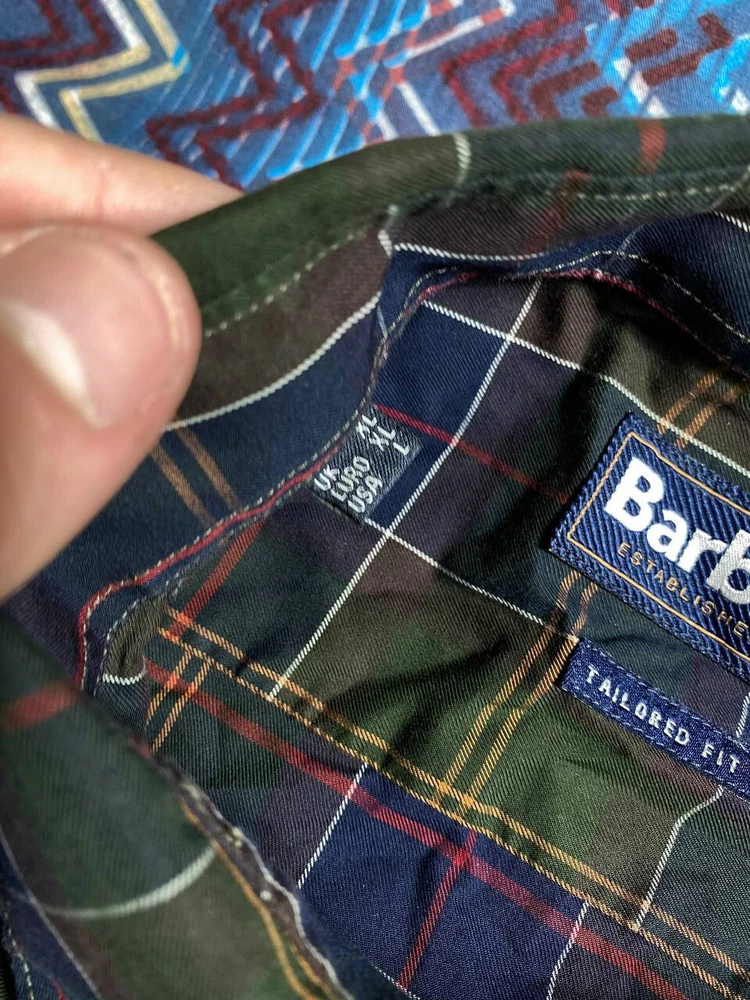 UK XL
EURO XL
USA L
Barb
ESTABLISHE
TAILORED FIT